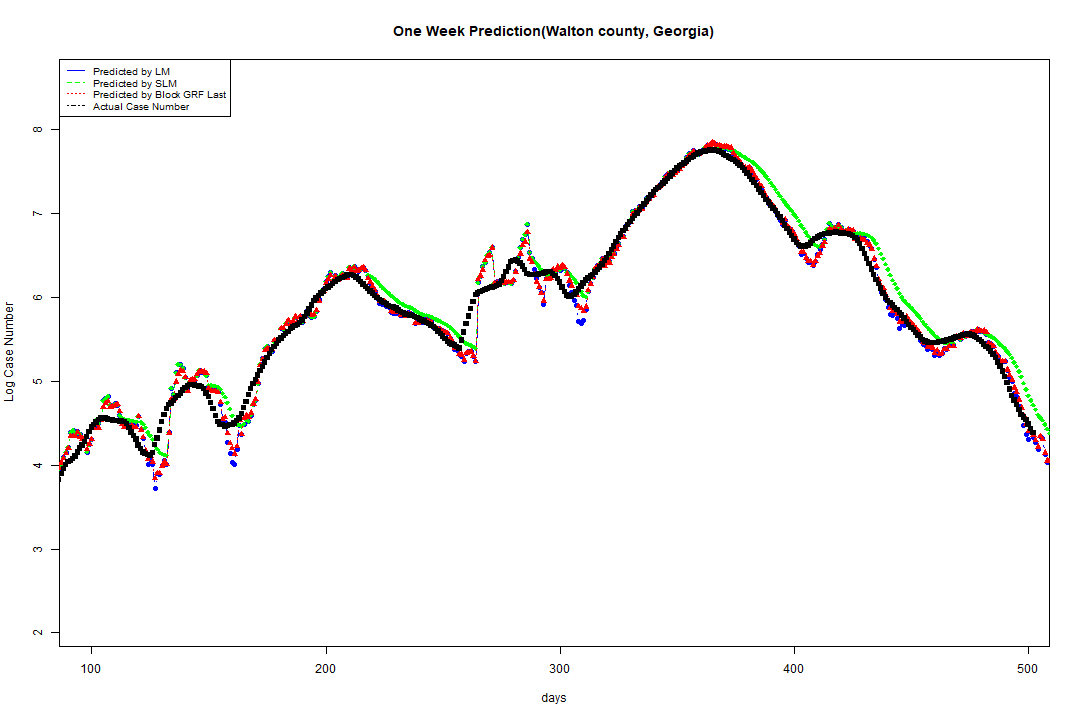 One Week Prediction(Walton county, Georgia)
Predicted by LM
Predicted by SLM
Predicted by Block GRF Last
Actual Case Number
8
7
6
5
4
3
2
Log Case Number
100 200 300 400 500
days